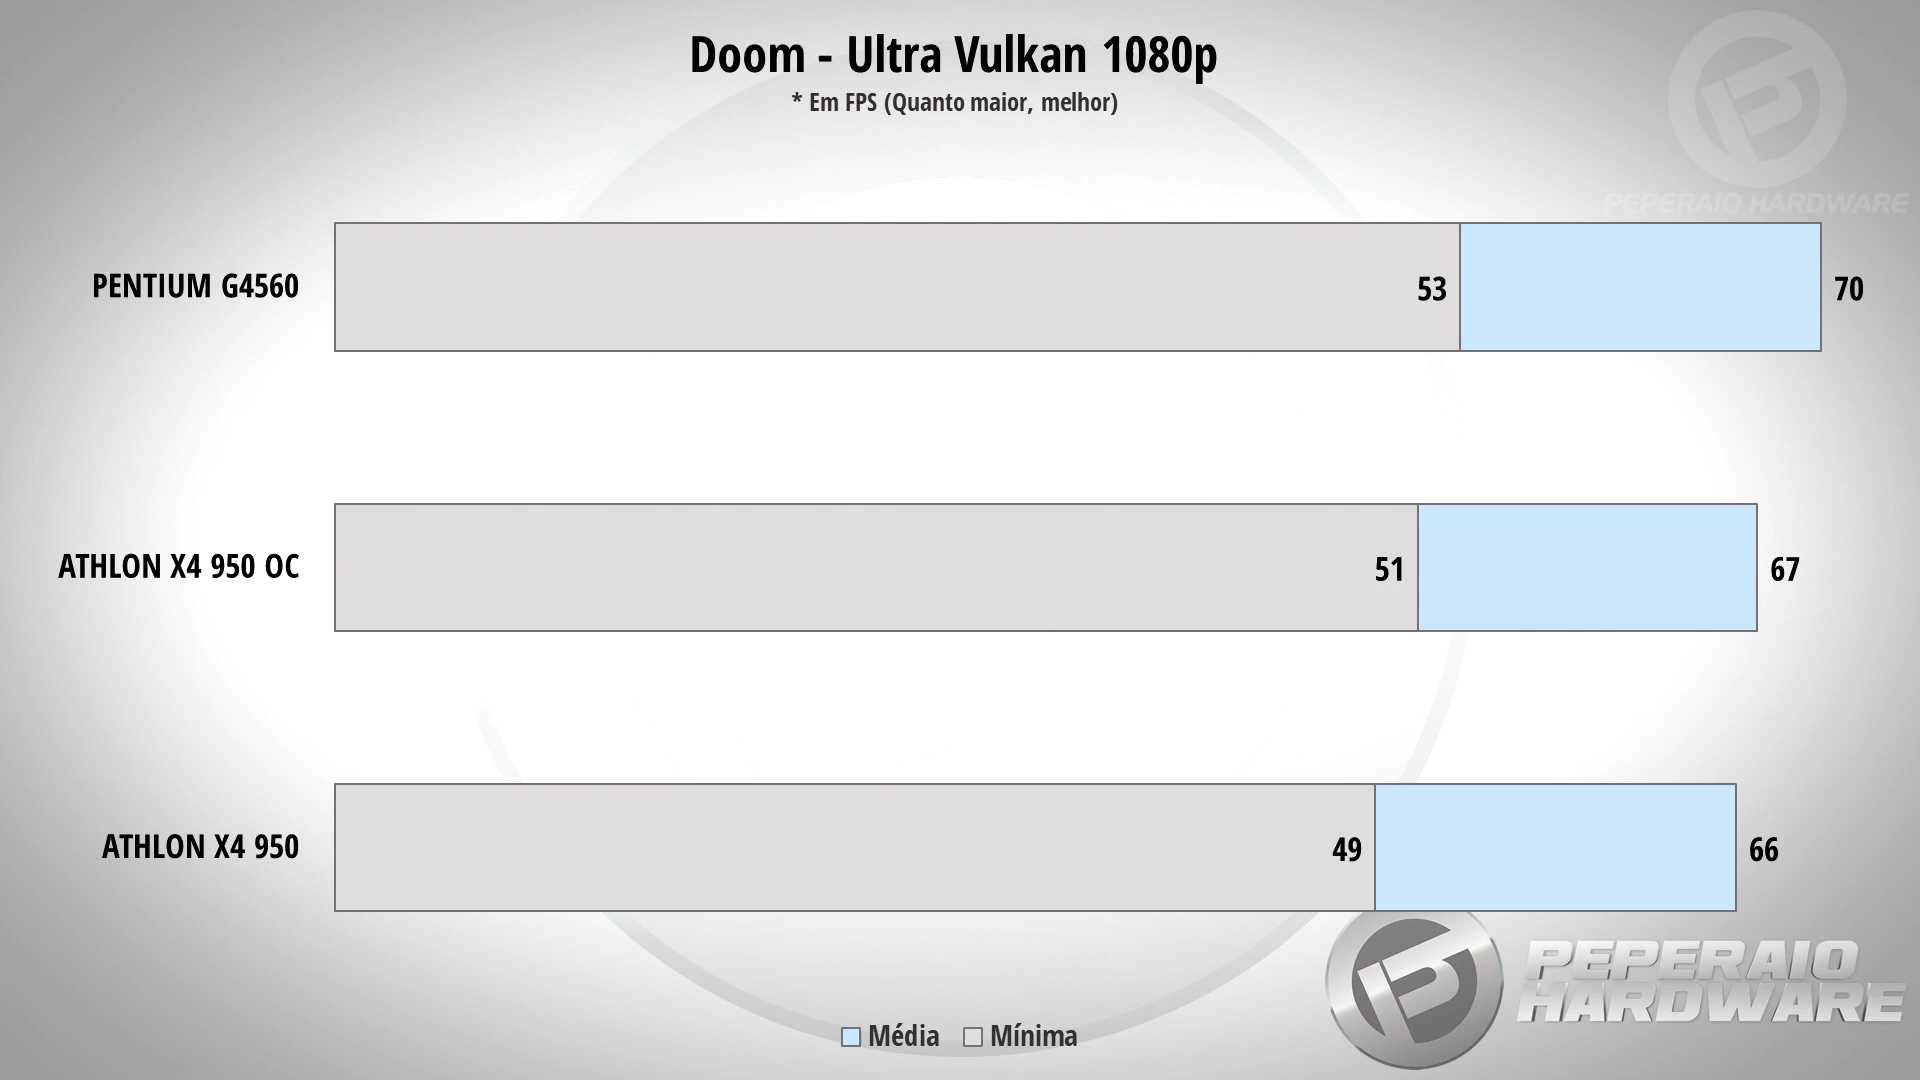 Doom - Ultra Vulkan 1080p
* Em FPS (Quanto maior, melhor)
PEPERAIO HARDWARE
PENTIUM G4560
53
70
ATHLON X4 950 OC
51
67
ATHLON X4 950
49
66
PEPERAIO
HARDWARE
Média
Mínima